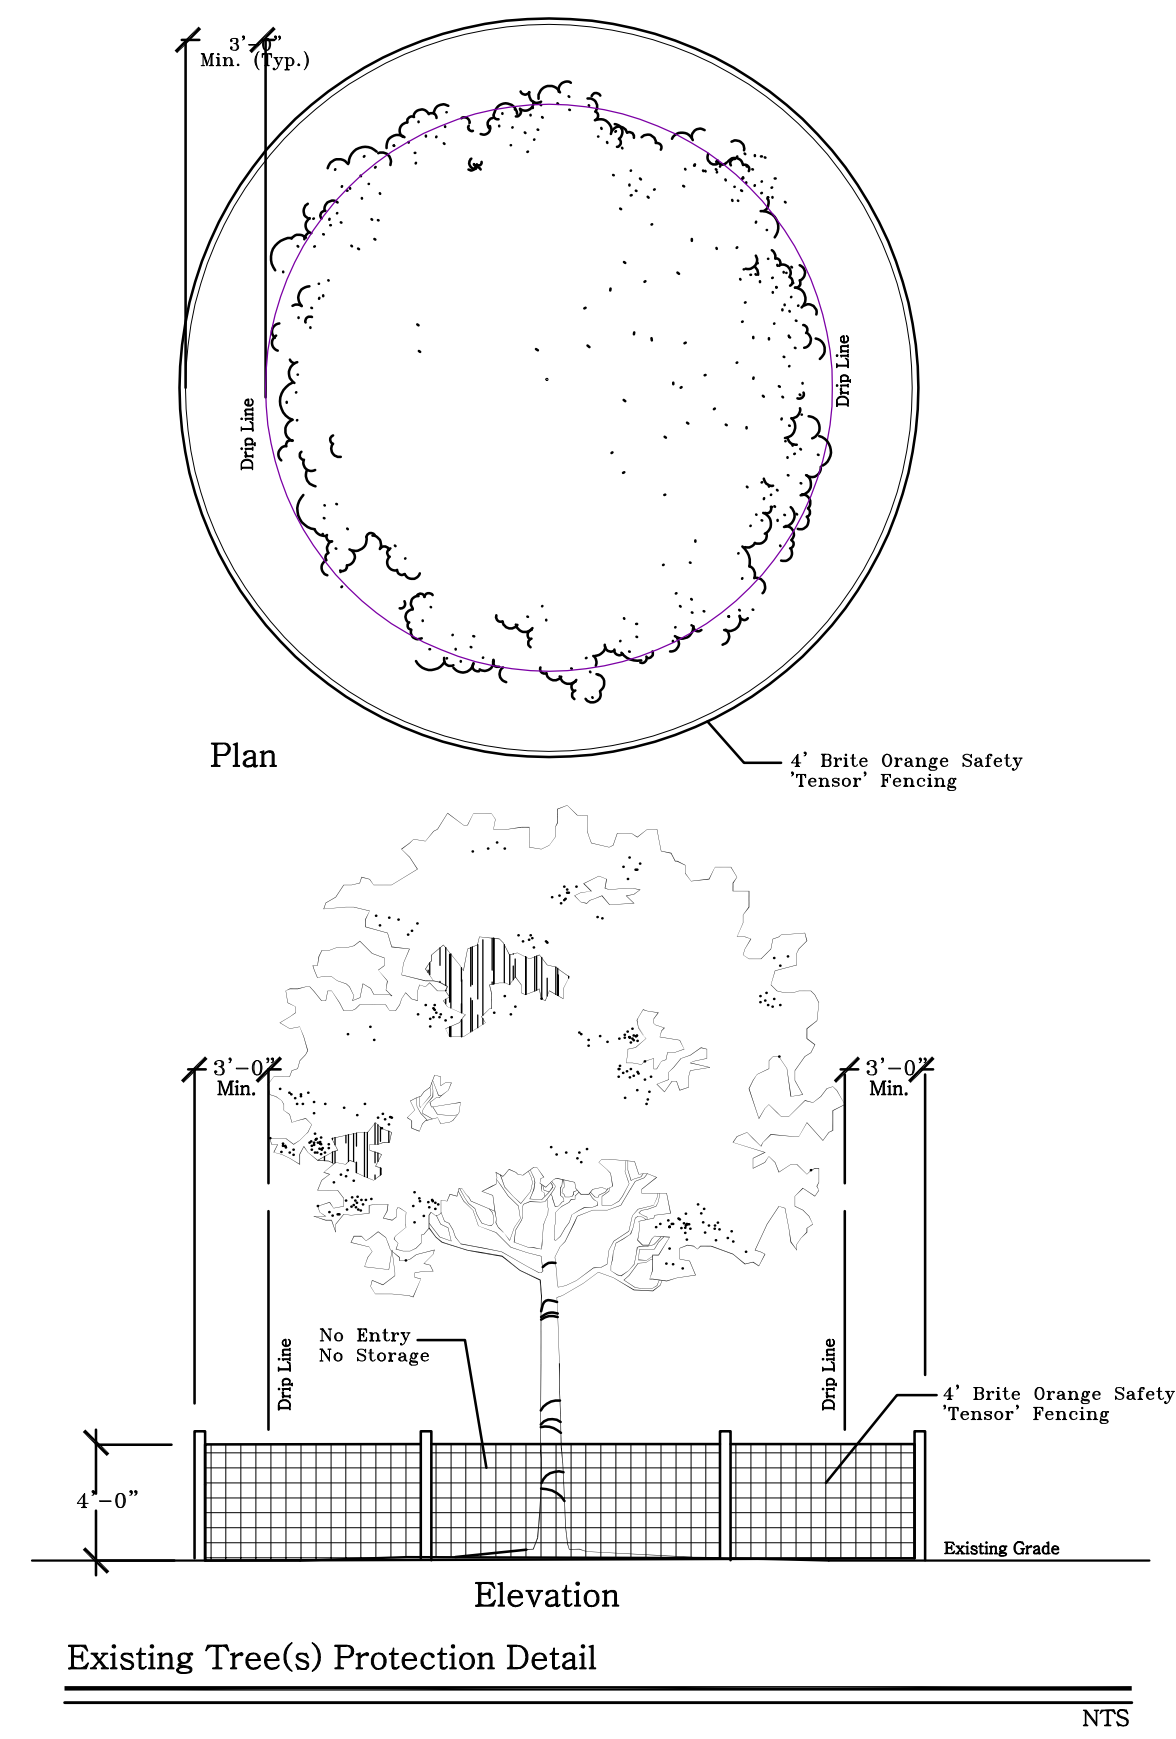 3'-0"
Min. (Typ.)
Drip Line
Drip Line
Plan
4' Brite Orange Safety
'Tensor' Fencing
3'-0"
Min.
3'-0"
Min.
No Entry
No Storage
Drip Line
Drip Line
4' Brite Orange Safety
'Tensor' Fencing
4'-0"
Existing Grade
Elevation
Existing Tree(s) Protection Detail
NTS